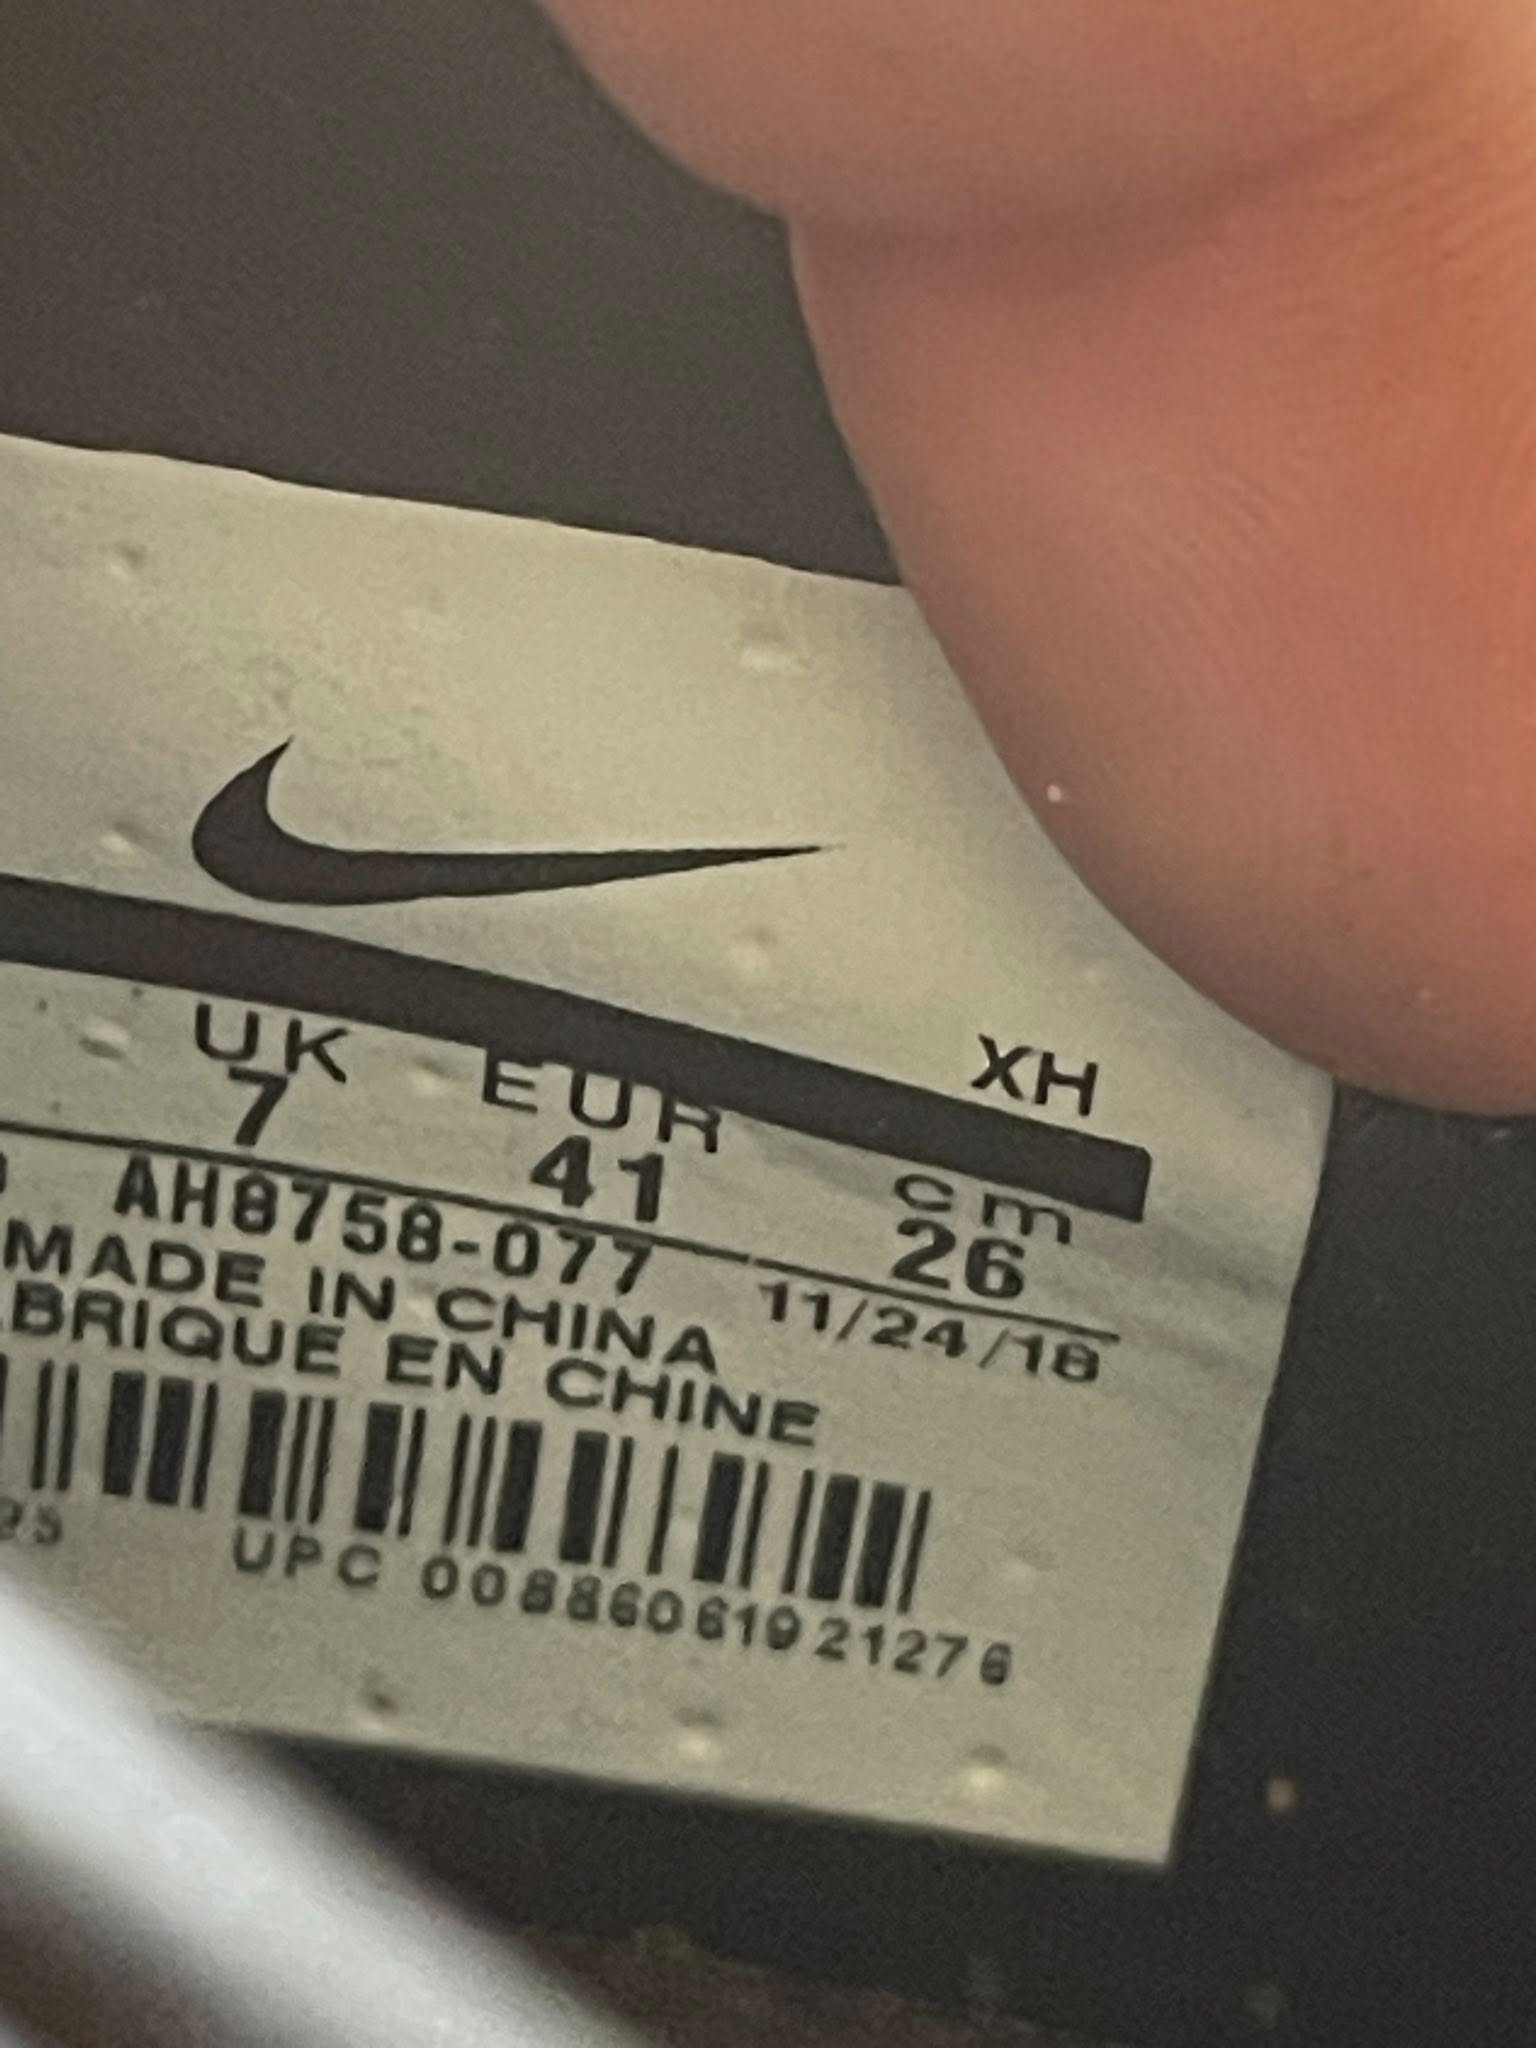 XH
UK EUR cm
7 41 26
AH8758-077 11/24/18
MADE IN CHINA
BRIQUE EN CHINE
UPC 00886061921276